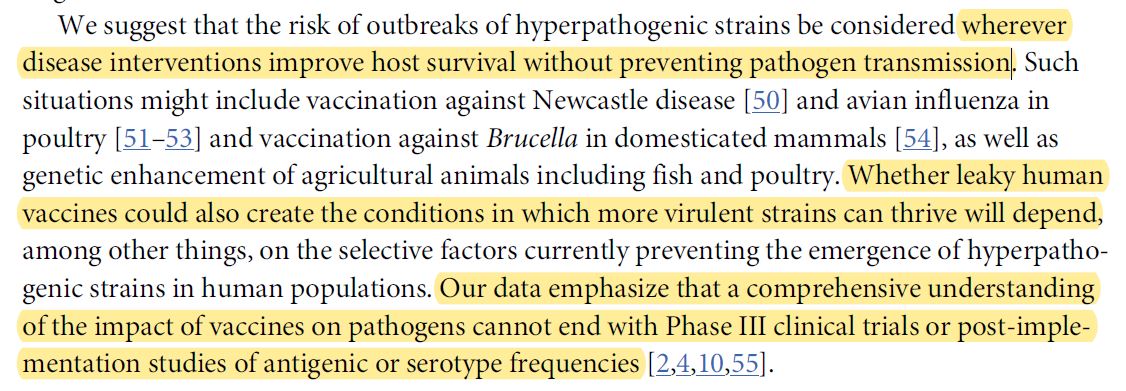 We suggest that the risk of outbreaks of hyperpathogenic strains be considered wherever
disease interventions improve host survival without preventing pathogen transmission. Such
situations might include vaccination against Newcastle disease [50] and avian influenza in
poultry [51–53] and vaccination against Brucella in domesticated mammals [54], as well as
genetic enhancement of agricultural animals including fish and poultry. Whether leaky human
vaccines could also create the conditions in which more virulent strains can thrive will depend,
among other things, on the selective factors currently preventing the emergence of hyperpatho-
genic strains in human populations. Our data emphasize that a comprehensive understanding
of the impact of vaccines on pathogens cannot end with Phase III clinical trials or post-imple-
mentation studies of antigenic or serotype frequencies [2,4,10,55].